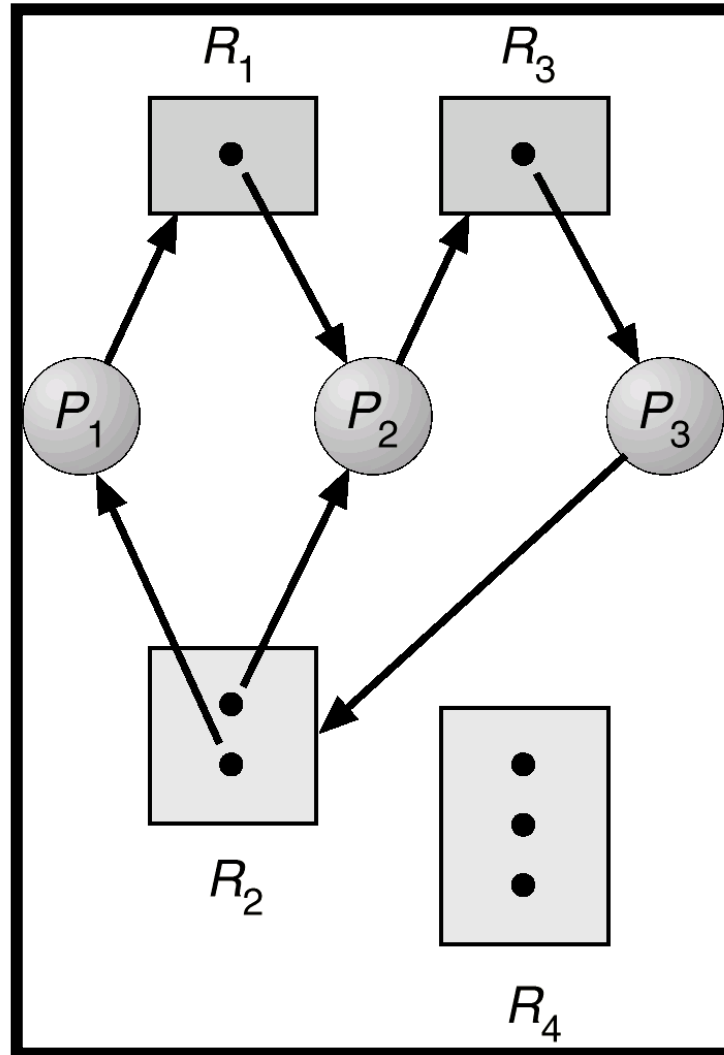 R₁ R₃
P₁ P₂ P₃
R₂
R₄